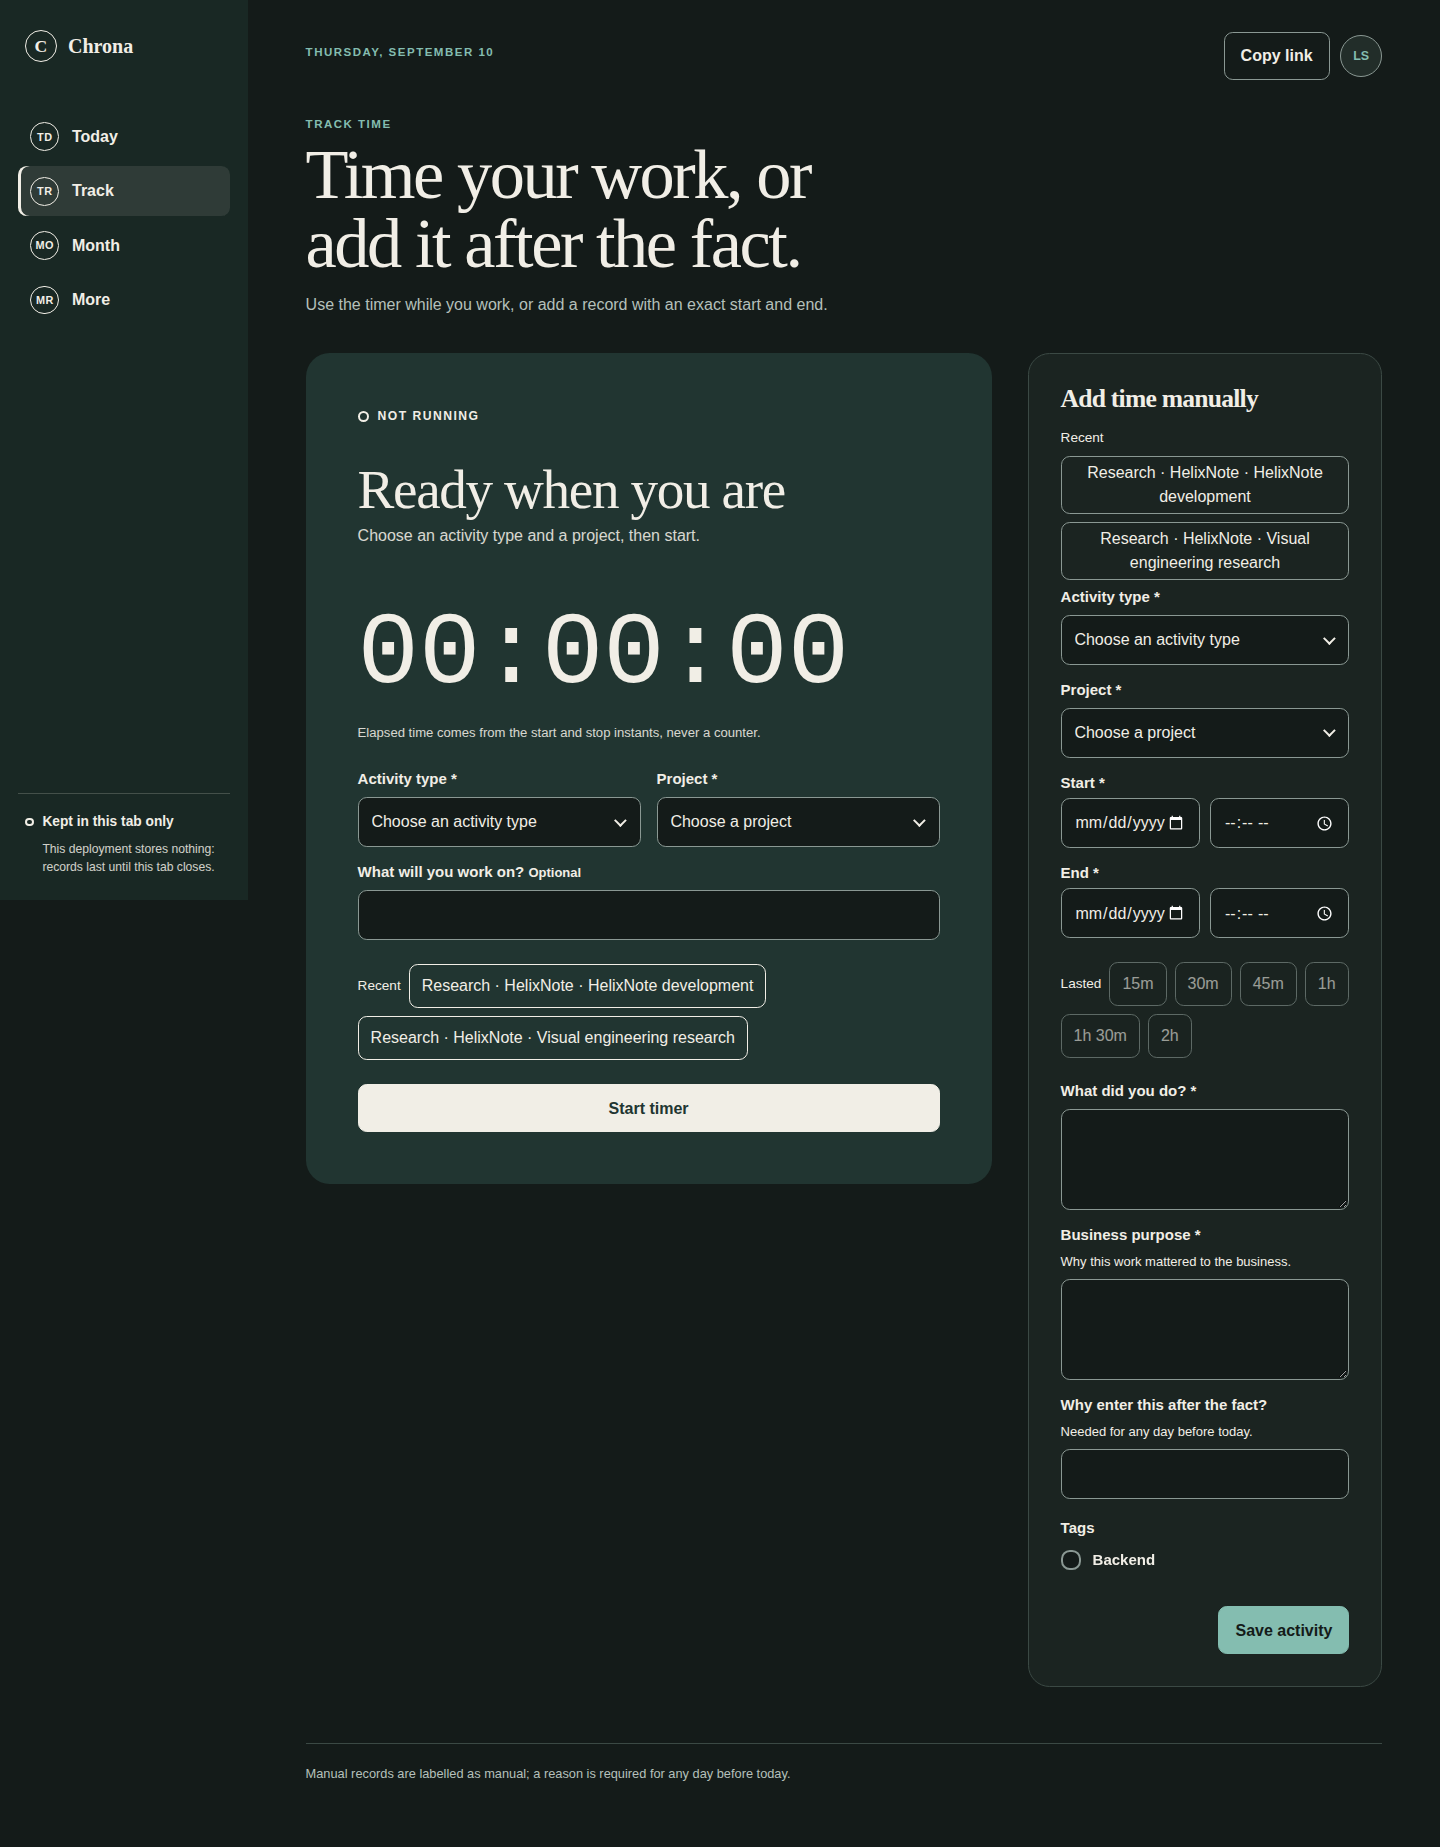 C Chrona
TD Today
TR Track
MO Month
MR More
Kept in this tab only
This deployment stores nothing:
records last until this tab closes.
THURSDAY, SEPTEMBER 10
Copy link
LS
TRACK TIME
Time your work, or
add it after the fact.
Use the timer while you work, or add a record with an exact start and end.
NOT RUNNING
Ready when you are
Choose an activity type and a project, then start.
00:00:00
Elapsed time comes from the start and stop instants, never a counter.
Activity type * Project *
Choose an activity type Choose a project
What will you work on? Optional
Recent Research · HelixNote · HelixNote development
Research · HelixNote · Visual engineering research
Start timer
Add time manually
Recent
Research · HelixNote · HelixNote
development
Research · HelixNote · Visual
engineering research
Activity type *
Choose an activity type
Project *
Choose a project
Start *
mm/dd/yyyy --:-- --
End *
mm/dd/yyyy --:-- --
Lasted 15m 30m 45m 1h
1h 30m 2h
What did you do? *
Business purpose *
Why this work mattered to the business.
Why enter this after the fact?
Needed for any day before today.
Tags
Backend
Save activity
Manual records are labelled as manual; a reason is required for any day before today.